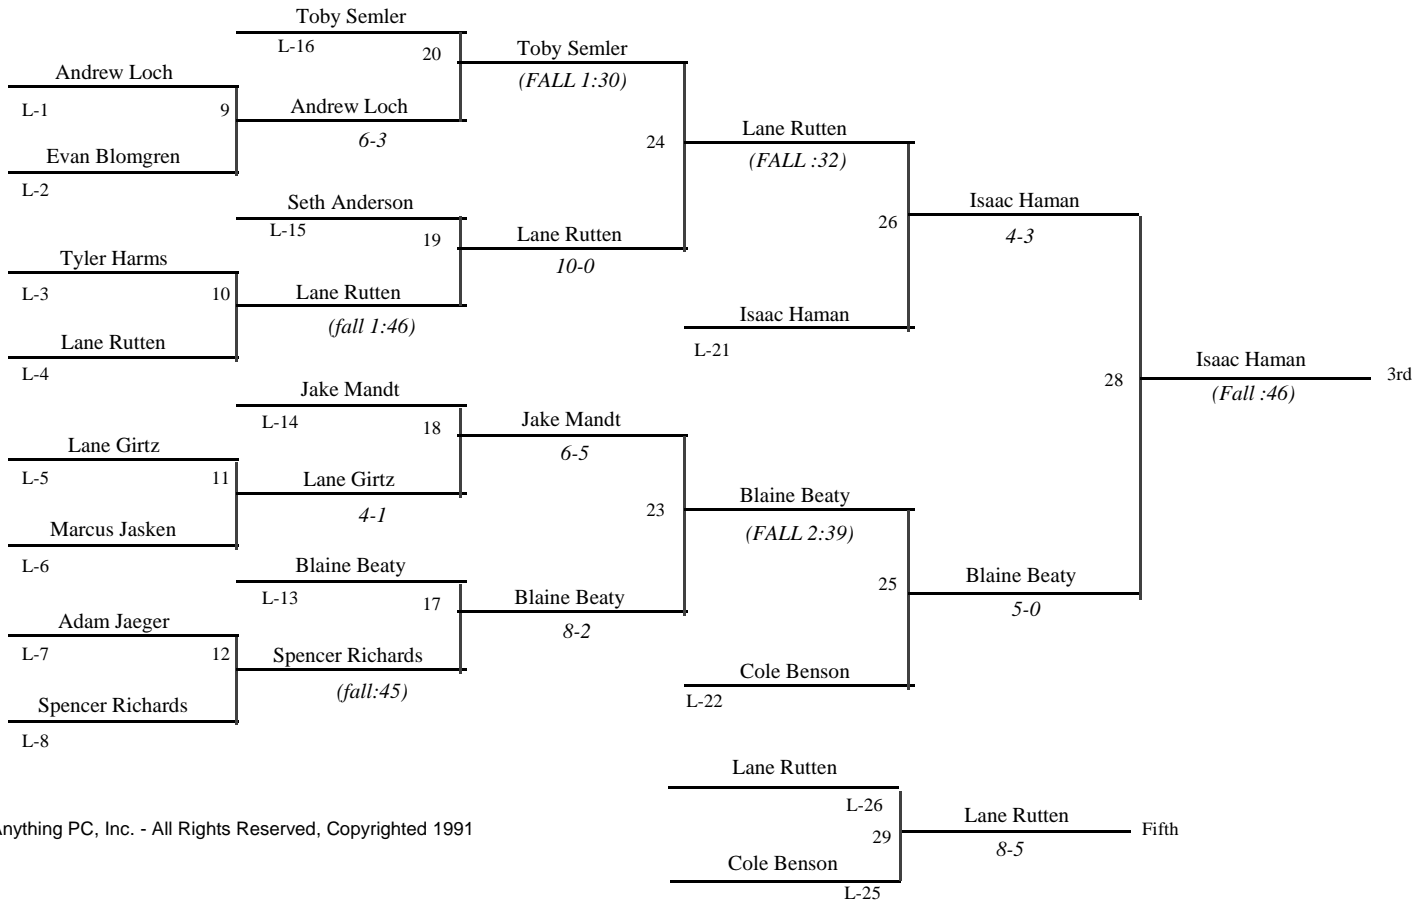 Toby Semler
L-16
20
Toby Semler
(FALL 1:30)
Andrew Loch
L-1
9
Andrew Loch
6-3
Evan Blomgren
L-2
24
Lane Rutten
(FALL :32)
Seth Anderson
L-15
19
Lane Rutten
10-0
26
Isaac Haman
4-3
Tyler Harms
L-3
10
Lane Rutten
(fall 1:46)
Lane Rutten
L-4
Isaac Haman
L-21
28
Isaac Haman
(Fall :46)
3rd
Jake Mandt
L-14
18
Jake Mandt
6-5
Lane Girtz
L-5
11
Lane Girtz
4-1
Marcus Jasken
L-6
23
Blaine Beaty
(FALL 2:39)
Blaine Beaty
L-13
17
Blaine Beaty
8-2
25
Blaine Beaty
5-0
Adam Jaeger
L-7
12
Spencer Richards
(fall:45)
Spencer Richards
L-8
Cole Benson
L-22
Lane Rutten
L-26
29
Lane Rutten
8-5
Fifth
Cole Benson
L-25
nything PC, Inc. - All Rights Reserved, Copyrighted 1991